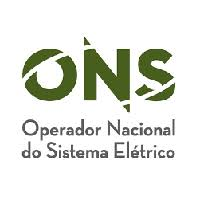 ONS
Operador Nacional
do Sistema Elétrico